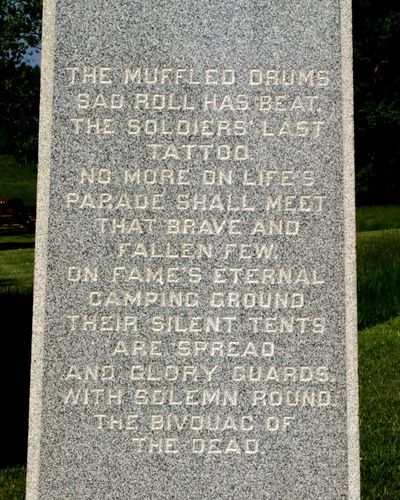 THE MUFFLED DRUMS
SAD ROLL HAS BEAT,
THE SOLDIERS' LAST
TATTOO
NO MORE ON LIFE'S
PARADE SHALL MEET
THAT BRAVE AND
FALLEN FEW.
ON FAME'S ETERNAL
CAMPING GROUND
THEIR SILENT TENTS
ARE SPREAD
AND GLORY GUARDS,
WITH SOLEMN ROUND
THE BIVOUAC OF
THE DEAD.